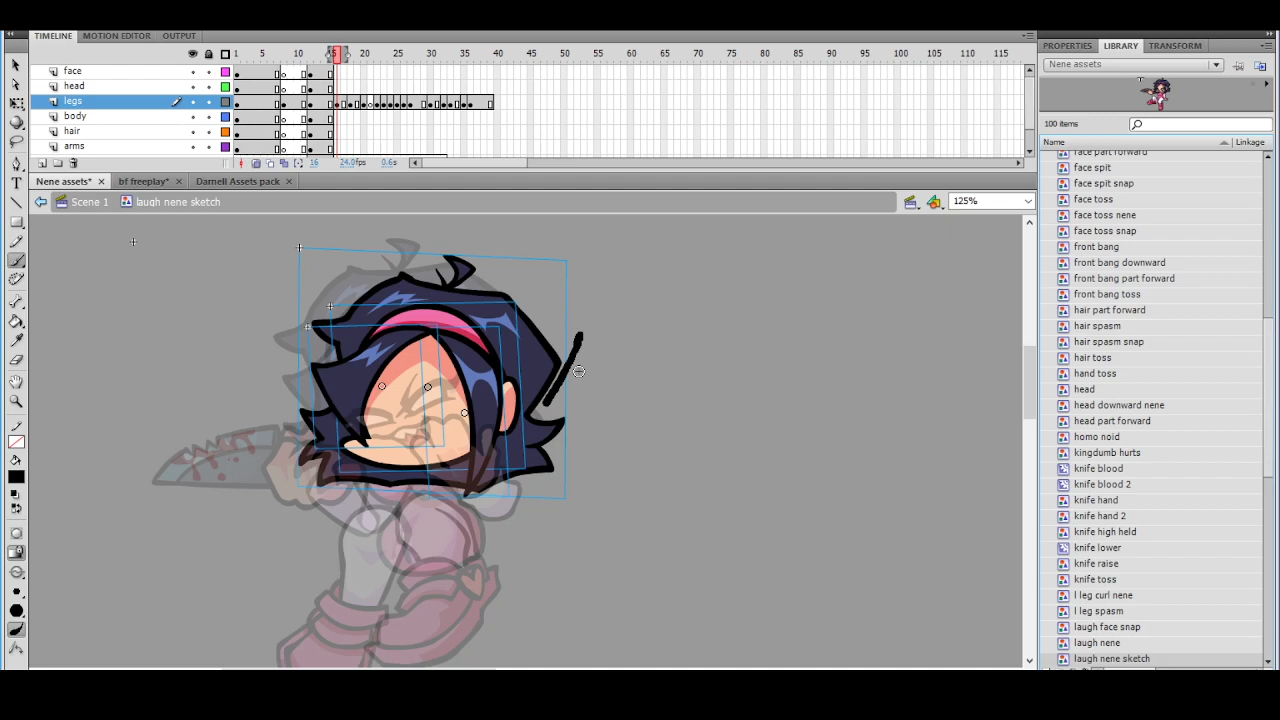 TIMELINE MOTION EDITOR OUTPUT
1 5 10 15 20 25 30 35 40 45 50 55 60 65 70 75 80 85 90 95 100 105 110 115
face
head
legs
body
hair
arms
16 24.0fps 0.6s
Nene assets* bf freeplay* Darnell Assets pack
Scene 1 laugh nene sketch 125%
PROPERTIES LIBRARY TRANSFORM
Nene assets
100 items
Name Linkage
face part forward
face spit
face spit snap
face toss
face toss nene
face toss snap
front bang
front bang downward
front bang part forward
front bang toss
hair part forward
hair spasm
hair spasm snap
hair toss
hand toss
head
head downward nene
head part forward
homo noid
kingdumb hurts
knife blood
knife blood 2
knife hand
knife hand 2
knife high held
knife lower
knife raise
knife toss
l leg curl nene
l leg spasm
laugh face snap
laugh nene
laugh nene sketch